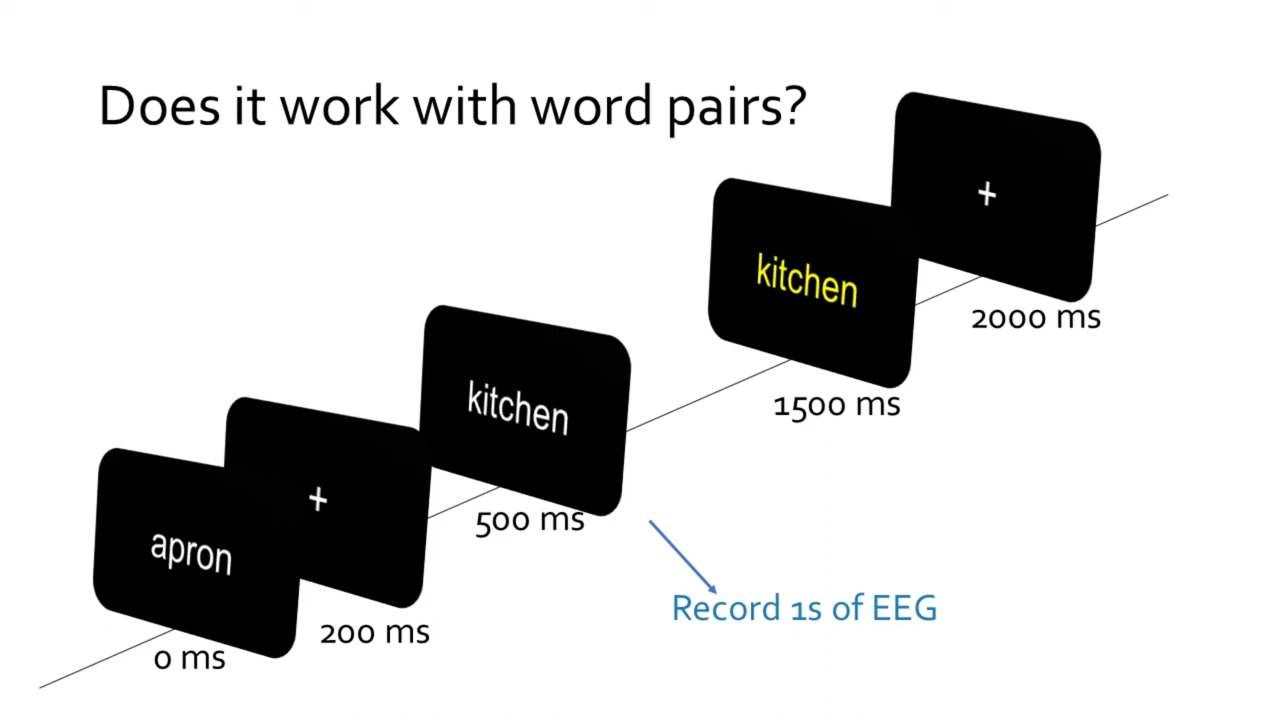 Does it work with word pairs?
apron
0 ms
+
200 ms
kitchen
500 ms
Record 1s of EEG
kitchen
1500 ms
+
2000 ms